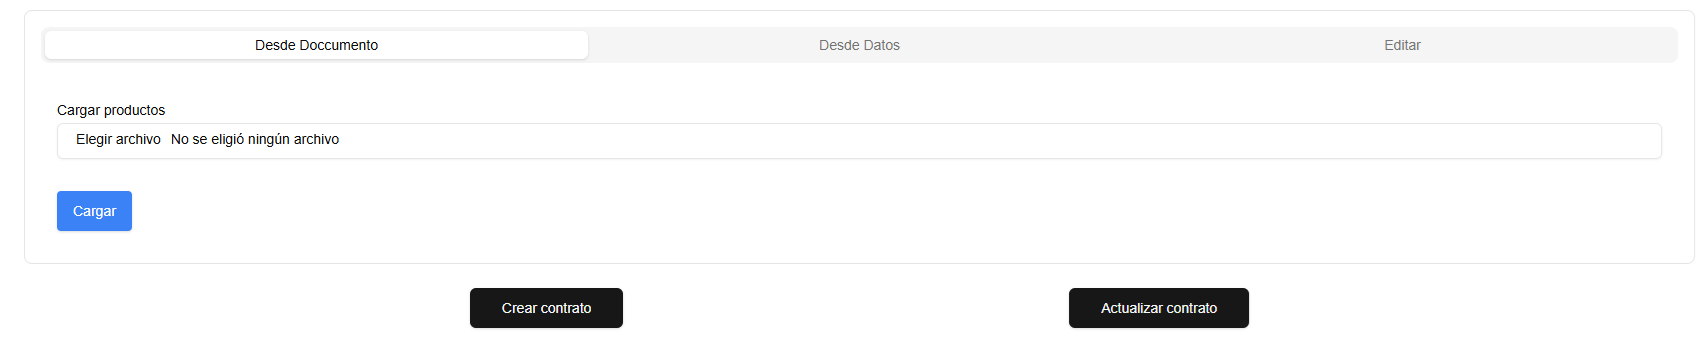 Desde Doccumento
Desde Datos
Editar
Cargar productos
Elegir archivo No se eligió ningún archivo
Cargar
Crear contrato
Actualizar contrato